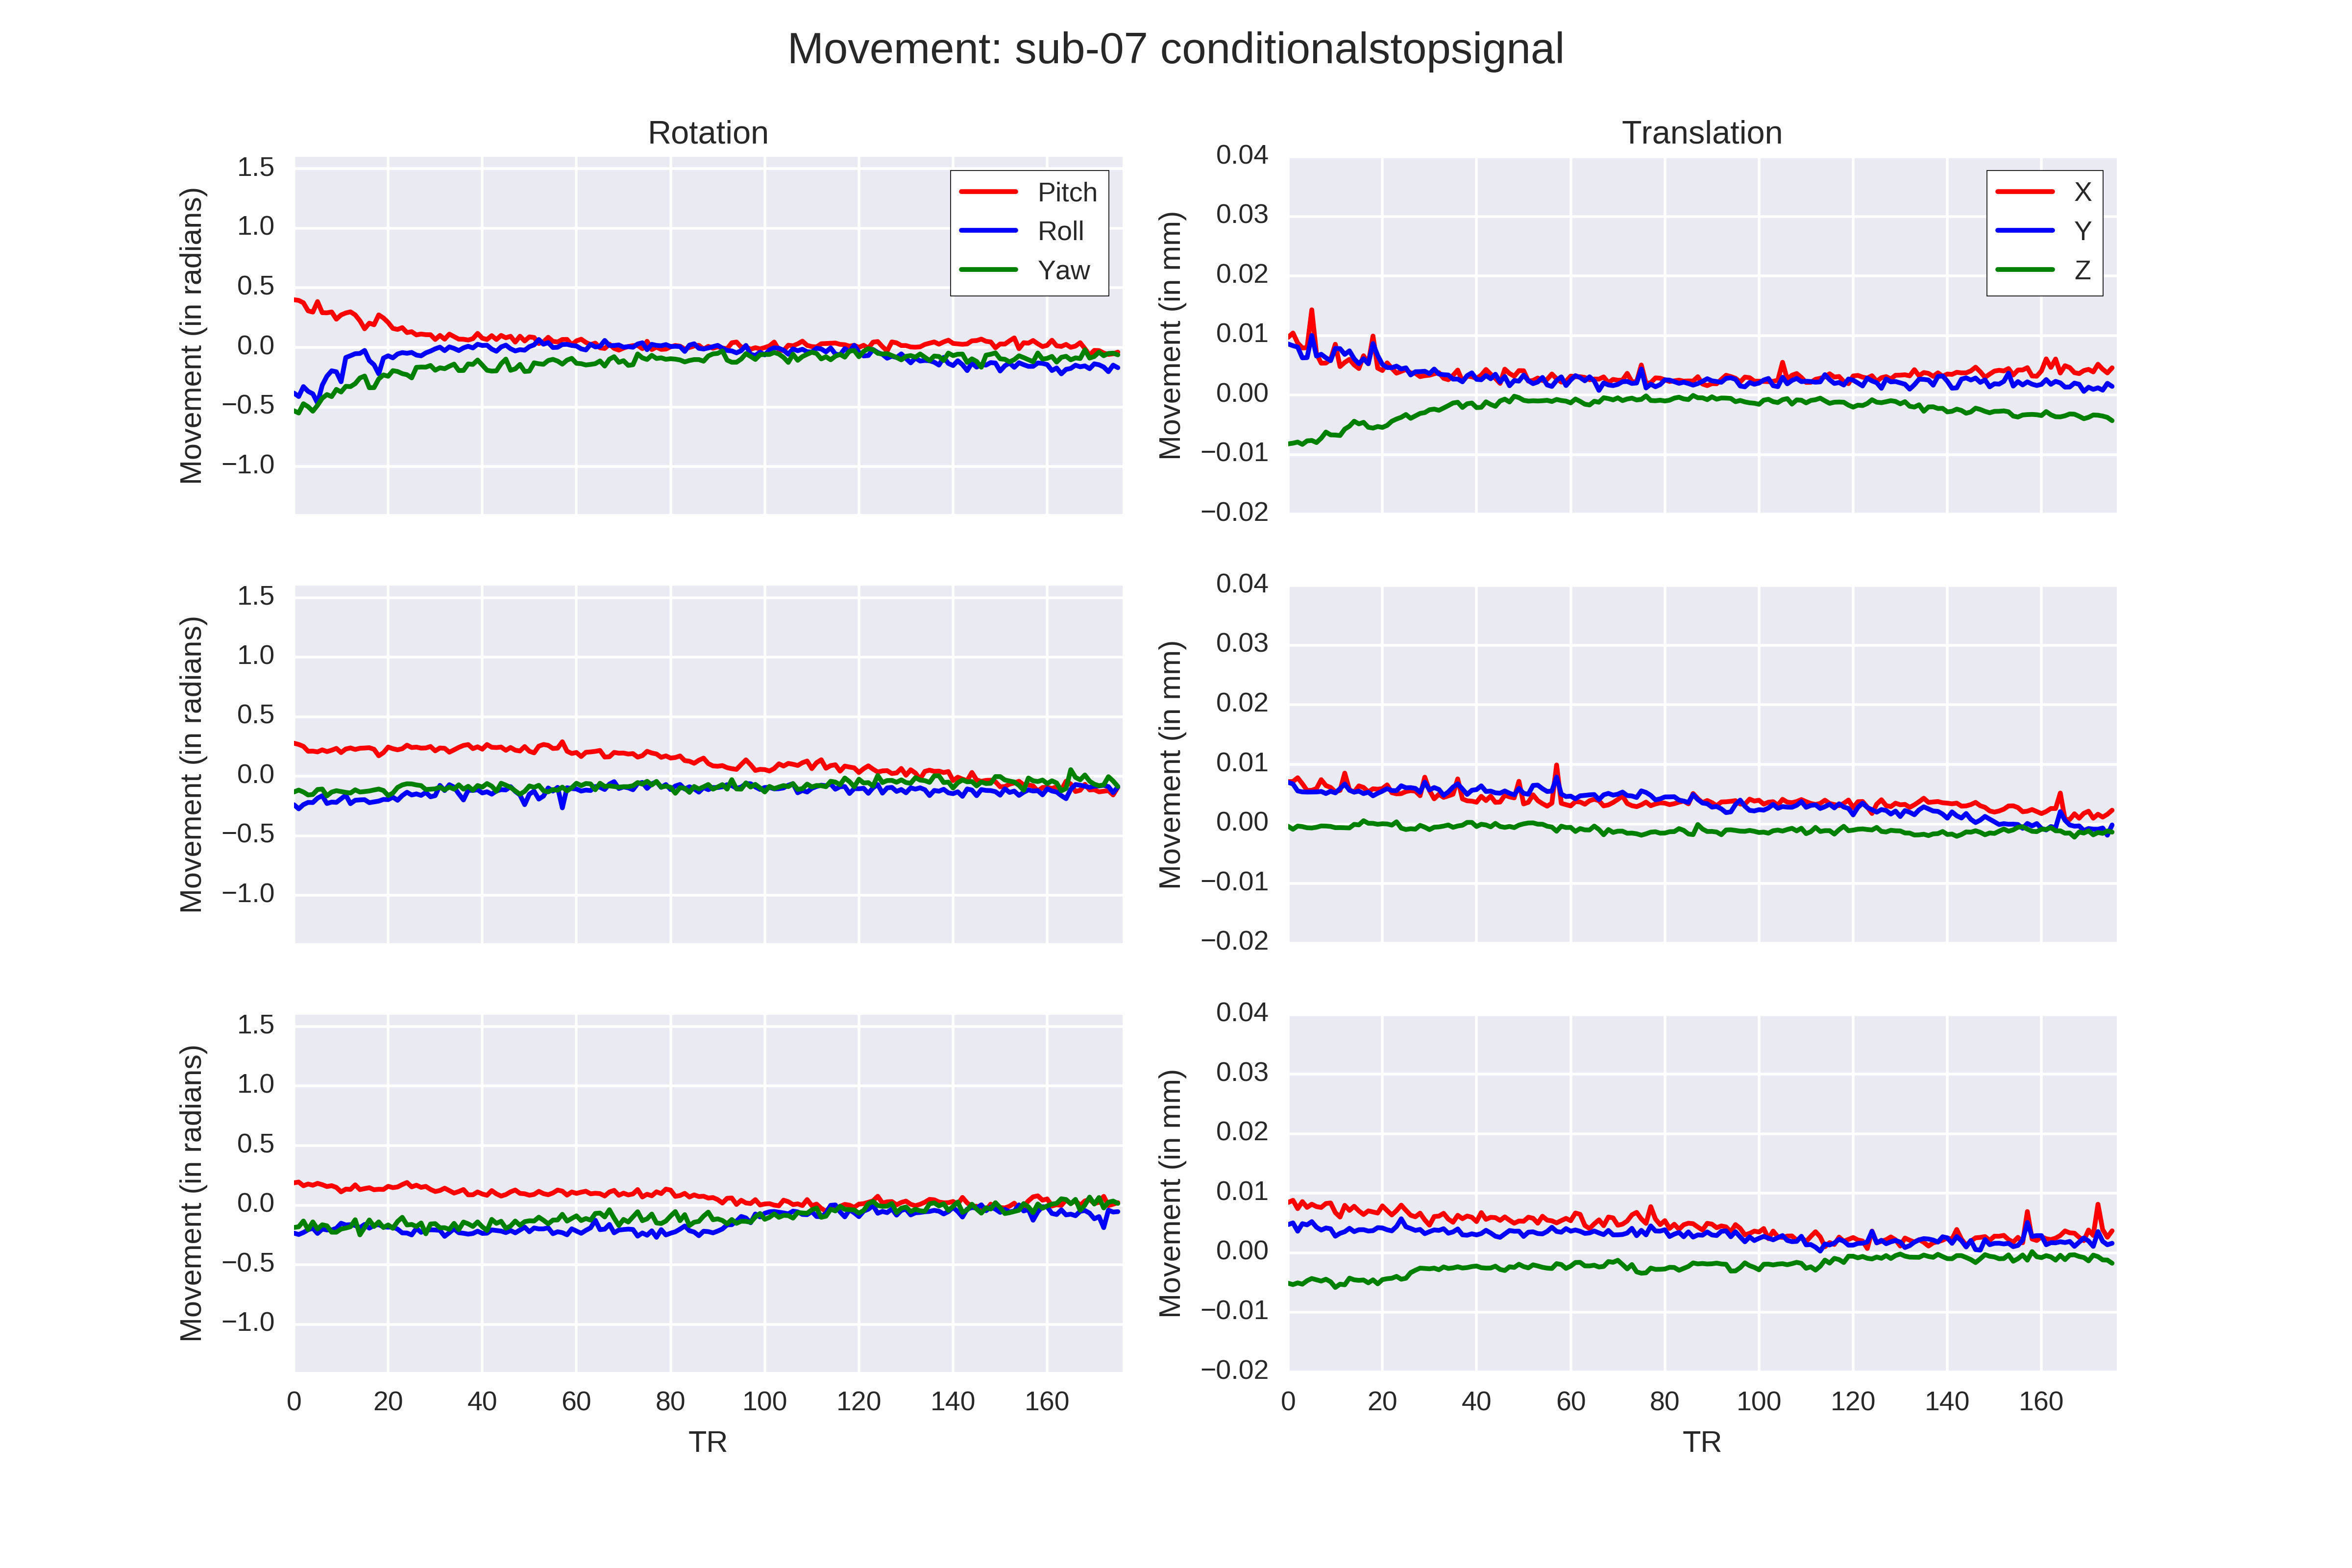 Movement: sub-07 conditionalstopsignal
Rotation
Translation
Movement (in radians)
1.5
1.0
0.5
0.0
−0.5
−1.0
Pitch
Roll
Yaw
Movement (in mm)
0.04
0.03
0.02
0.01
0.00
−0.01
−0.02
X
Y
Z
Movement (in radians)
1.5
1.0
0.5
0.0
−0.5
−1.0
Movement (in mm)
0.04
0.03
0.02
0.01
0.00
−0.01
−0.02
Movement (in radians)
1.5
1.0
0.5
0.0
−0.5
−1.0
0 20 40 60 80 100 120 140 160
TR
Movement (in mm)
0.04
0.03
0.02
0.01
0.00
−0.01
−0.02
0 20 40 60 80 100 120 140 160
TR